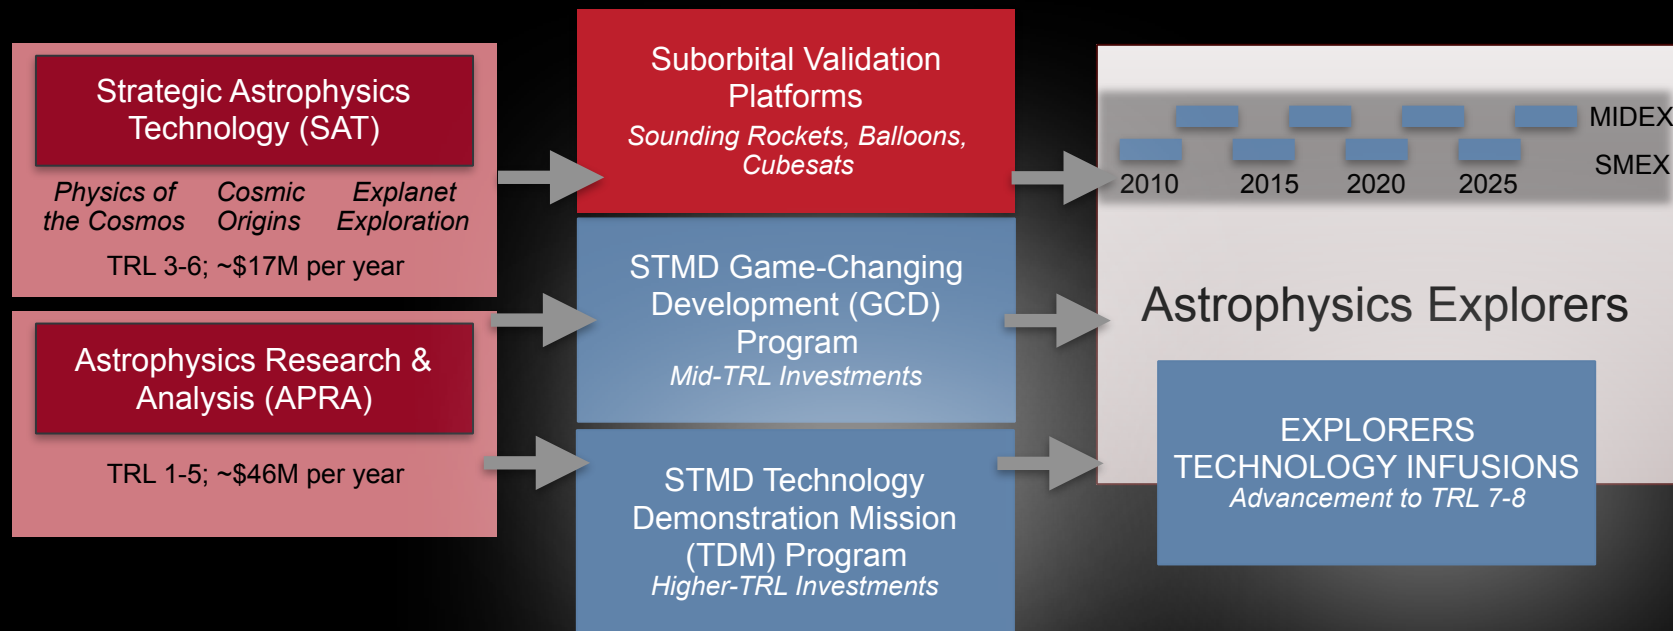 Strategic Astrophysics
Technology (SAT)
Physics of
the Cosmos
Cosmic
Origins
Explanet
Exploration
TRL 3-6; ~$17M per year
Astrophysics Research &
Analysis (APRA)
TRL 1-5; ~$46M per year
Suborbital Validation
Platforms
Sounding Rockets, Balloons,
Cubesats
STMD Game-Changing
Development (GCD)
Program
Mid-TRL Investments
STMD Technology
Demonstration Mission
(TDM) Program
Higher-TRL Investments
MIDEX
SMEX
2010 2015 2020 2025
Astrophysics Explorers
EXPLORERS
TECHNOLOGY INFUSIONS
Advancement to TRL 7-8